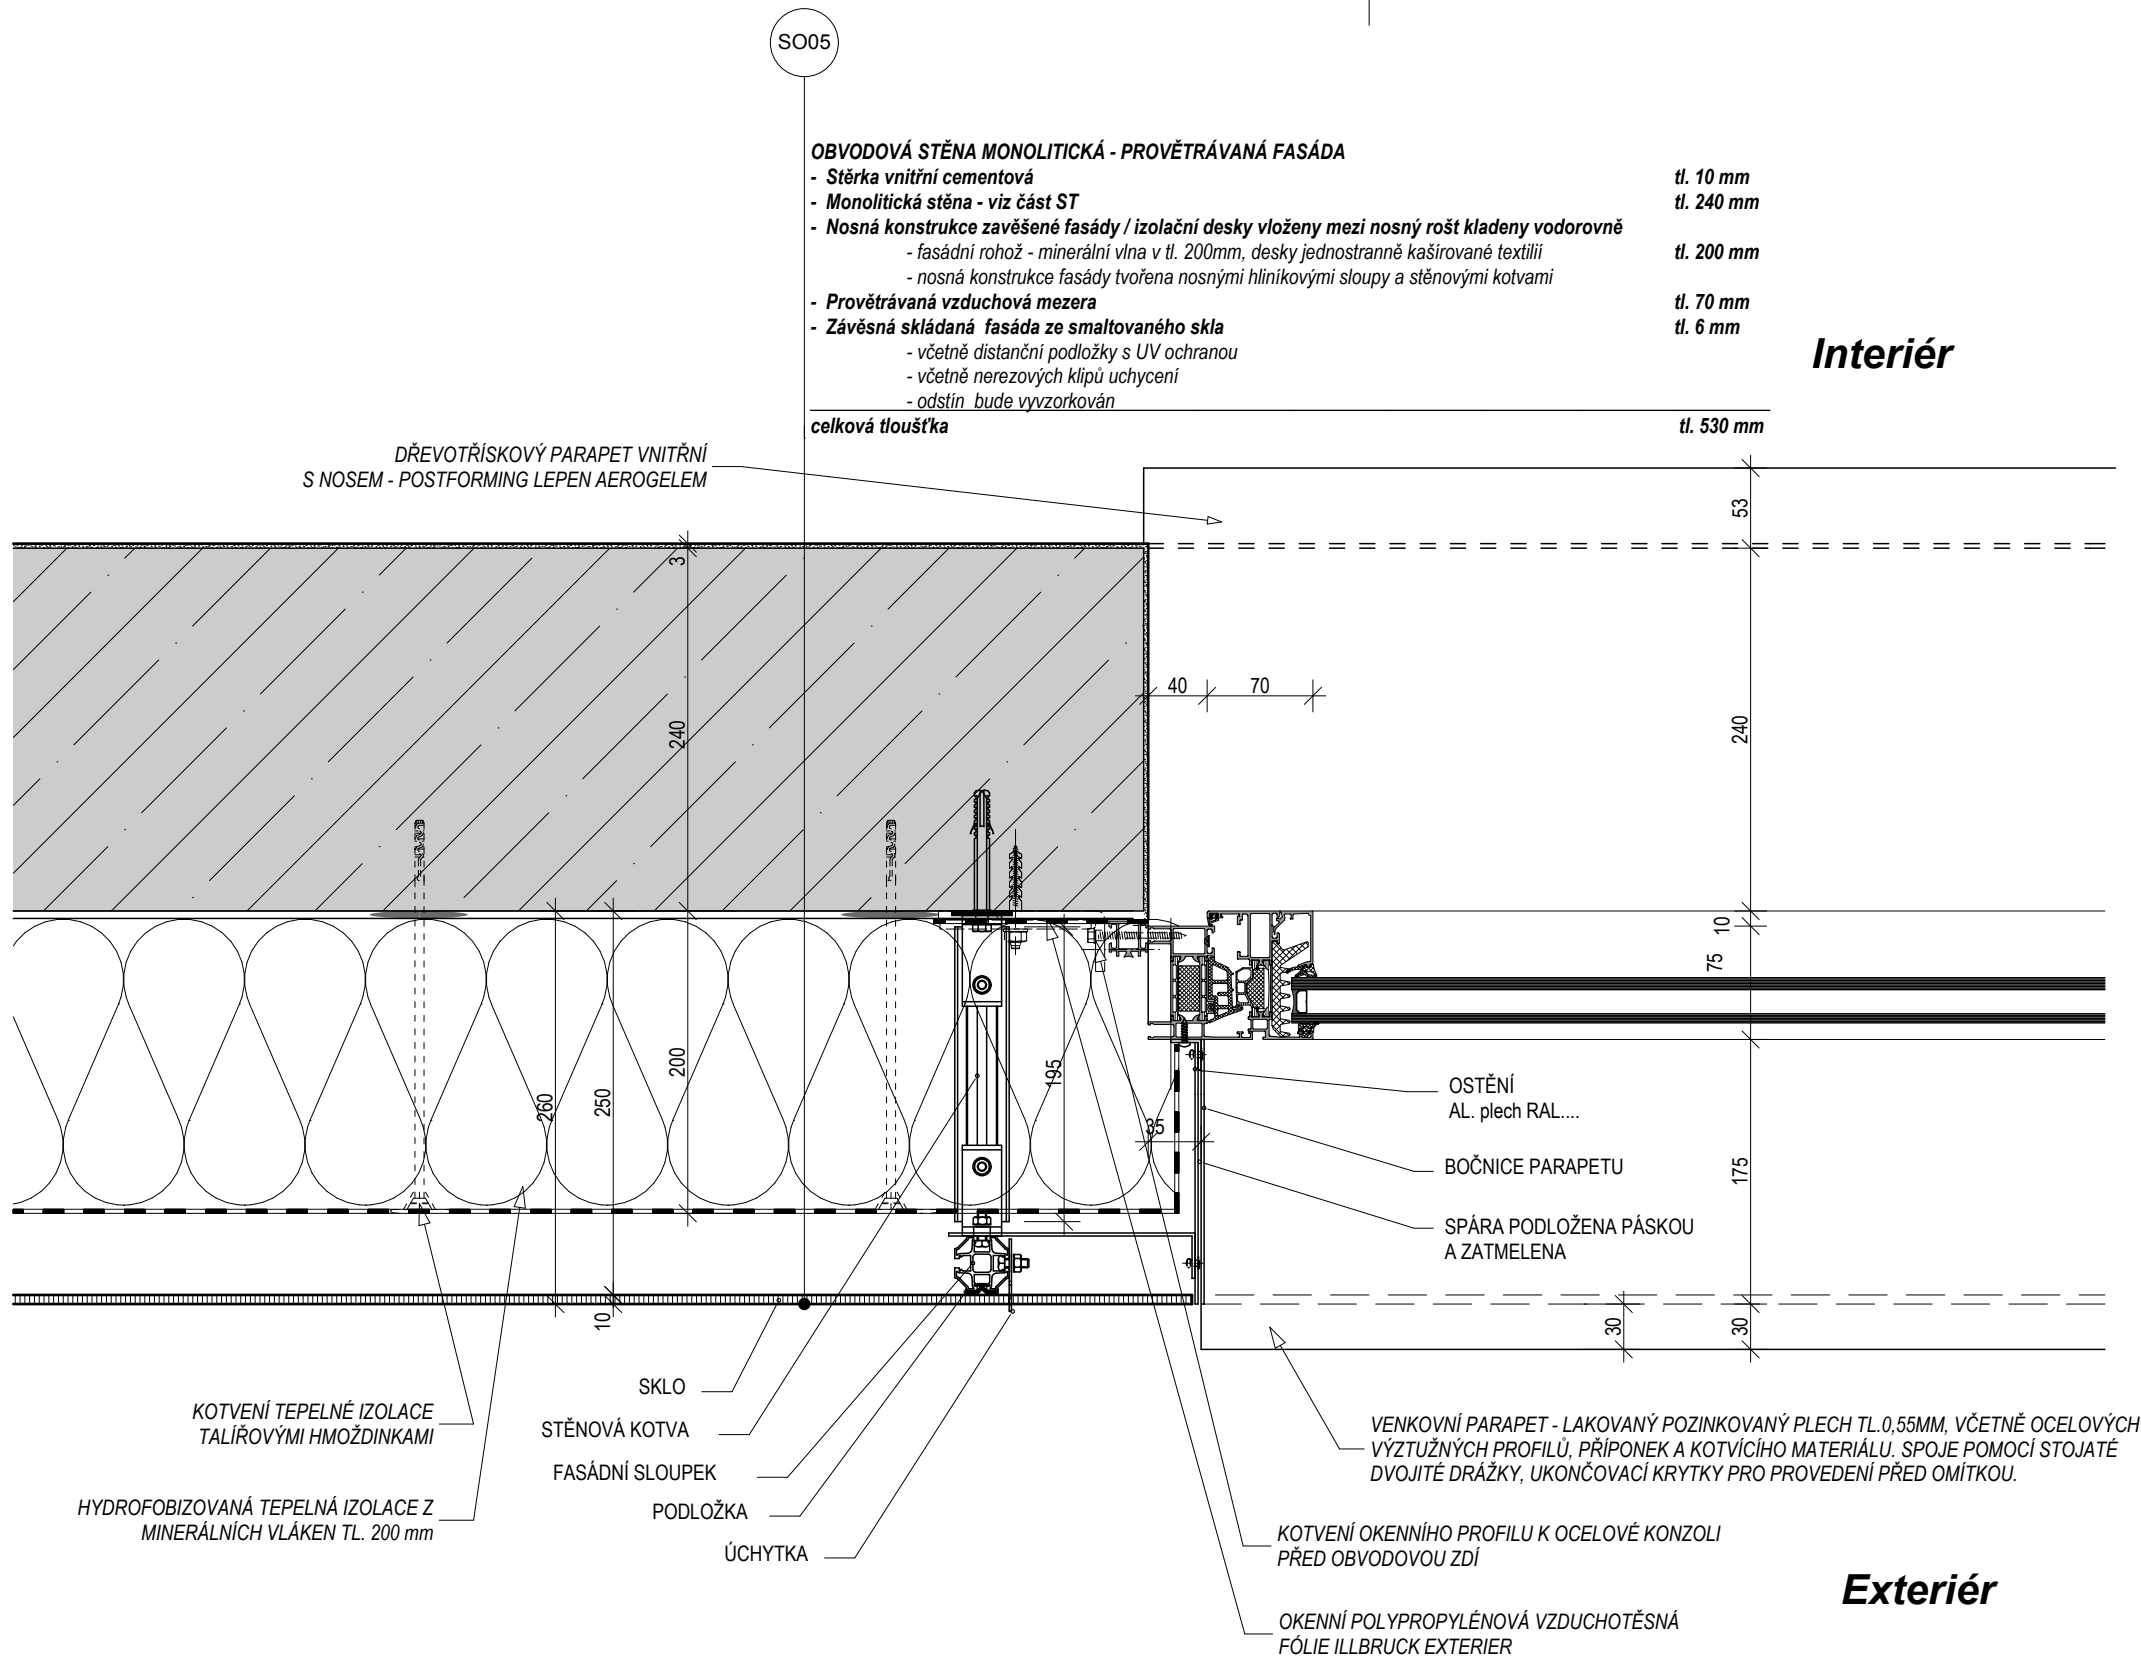 SO05
OBVODOVÁ STĚNA MONOLITICKÁ - PROVĚTRÁVANÁ FASÁDA
- Stěrka vnitřní cementová tl. 10 mm
- Monolitická stěna - viz část ST tl. 240 mm
- Nosná konstrukce zavěšené fasády / izolační desky vloženy mezi nosný rošt kladeny vodorovně
- fasádní rohož - minerální vlna v tl. 200mm, desky jednostranně kašírované textilií tl. 200 mm
- nosná konstrukce fasády tvořena nosnými hliníkovými sloupy a stěnovými kotvami
- Provětrávaná vzduchová mezera tl. 70 mm
- Závěsná skládaná fasáda ze smaltovaného skla tl. 6 mm
- včetně distanční podložky s UV ochranou
- včetně nerezových klipů uchycení
- odstín bude vyvzorkován
celková tloušťka tl. 530 mm
Interiér
DŘEVOTŘÍSKOVÝ PARAPET VNITŘNÍ
S NOSEM - POSTFORMING LEPEN AEROGELEM
53
3
40 70
240
240
10
75
200
195
260
250
35
175
OSTĚNÍ
AL. plech RAL....
BOČNICE PARAPETU
SPÁRA PODLOŽENA PÁSKOU
A ZATMELENA
10
30
30
SKLO
STĚNOVÁ KOTVA
FASÁDNÍ SLOUPEK
PODLOŽKA
ÚCHYTKA
KOTVENÍ TEPELNÉ IZOLACE
TALÍŘOVÝMI HMOŽDINKAMI
HYDROFOBIZOVANÁ TEPELNÁ IZOLACE Z
MINERÁLNÍCH VLÁKEN TL. 200 mm
VENKOVNÍ PARAPET - LAKOVANÝ POZINKOVANÝ PLECH TL.0,55MM, VČETNĚ OCELOVÝCH
VÝZTUŽNÝCH PROFILŮ, PŘÍPONEK A KOTVÍCÍHO MATERIÁLU. SPOJE POMOCÍ STOJATÉ
DVOJITÉ DRÁŽKY, UKONČOVACÍ KRYTKY PRO PROVEDENÍ PŘED OMÍTKOU.
KOTVENÍ OKENNÍHO PROFILU K OCELOVÉ KONZOLI
PŘED OBVODOVOU ZDÍ
Exteriér
OKENNÍ POLYPROPYLÉNOVÁ VZDUCHOTĚSNÁ
FÓLIE ILLBRUCK EXTERIER